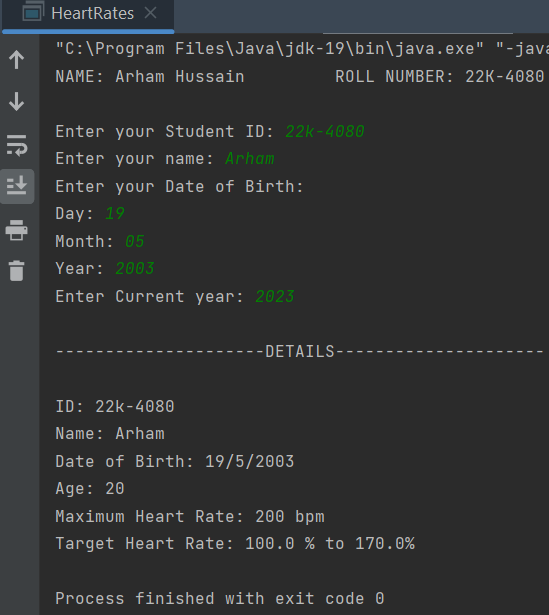 HeartRates
"C:\Program Files\Java\jdk-19\bin\java.exe" "-java
NAME: Arham Hussain ROLL NUMBER: 22K-4080
Enter your Student ID: 22k-4080
Enter your name: Arham
Enter your Date of Birth:
Day: 19
Month: 05
Year: 2003
Enter Current year: 2023
---------------------DETAILS---------------------
ID: 22k-4080
Name: Arham
Date of Birth: 19/5/2003
Age: 20
Maximum Heart Rate: 200 bpm
Target Heart Rate: 100.0 % to 170.0%
Process finished with exit code 0